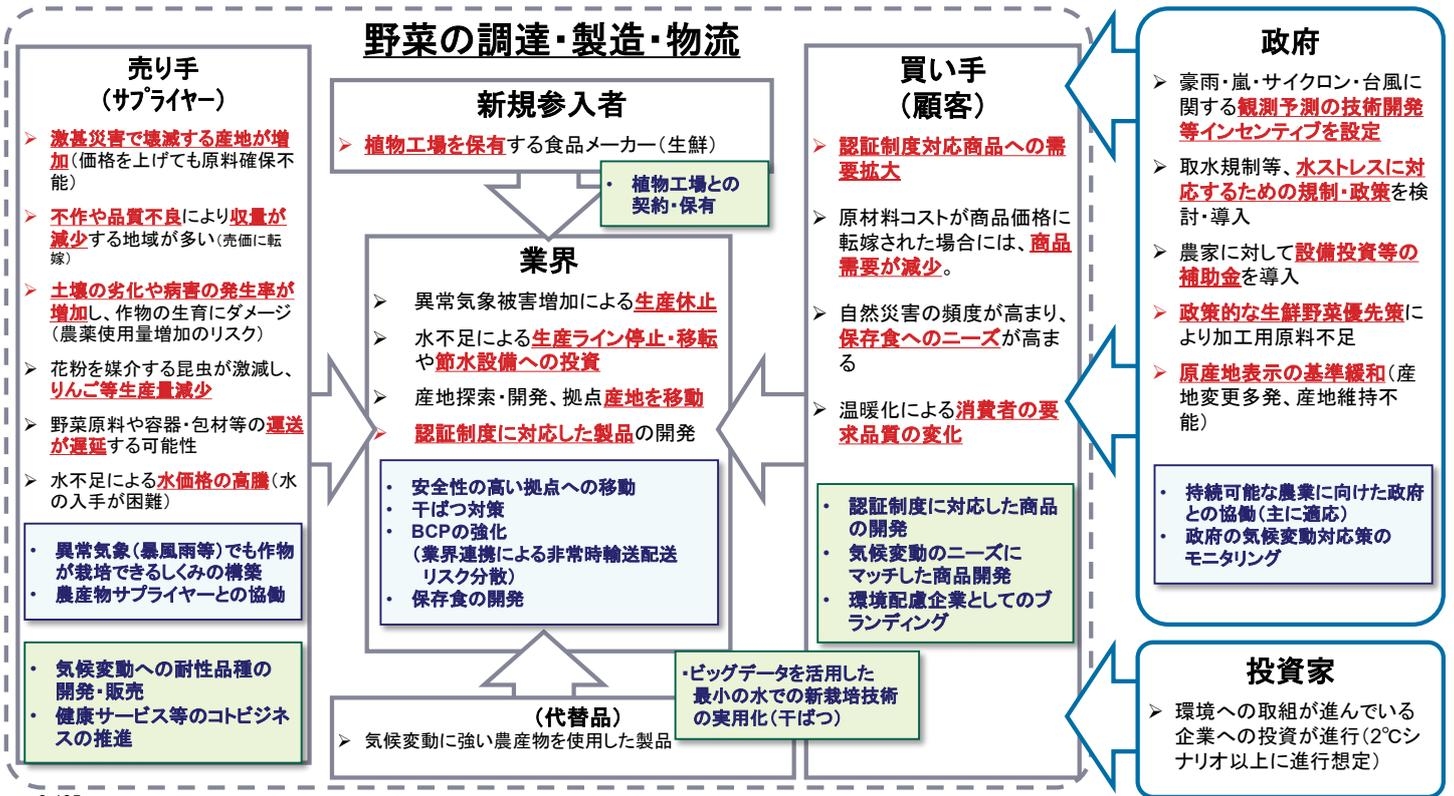 野菜の調達・製造・物流
売り手
（サプライヤー）
➢ 激甚災害で壊滅する産地が増
加（価格を上げても原料確保不
能）
➢ 不作や品質不良により収量が
減少する地域が多い（売価に転
嫁）
➢ 土壌の劣化や病害の発生率が
増加し、作物の生育にダメージ
（農薬使用量増加のリスク）
➢ 花粉を媒介する昆虫が激減し、
りんご等生産量減少
➢ 野菜原料や容器・包材等の運送
が遅延する可能性
➢ 水不足による水価格の高騰（水
の入手が困難）
• 異常気象（暴風雨等）でも作物
が栽培できるしくみの構築
• 農産物サプライヤーとの協働
• 気候変動への耐性品種の
開発・販売
• 健康サービス等のコトビジネ
スの推進
新規参入者
➢ 植物工場を保有する食品メーカー（生鮮）
• 植物工場との
契約・保有
業界
➢ 異常気象被害増加による生産休止
➢ 水不足による生産ライン停止・移転
や節水設備への投資
➢ 産地探索・開発、拠点産地を移動
➢ 認証制度に対応した製品の開発
• 安全性の高い拠点への移動
• 干ばつ対策
• BCPの強化
（業界連携による非常時輸送配送
リスク分散）
• 保存食の開発
（代替品）
➢ 気候変動に強い農産物を使用した製品
・ビッグデータを活用した
最小の水での新栽培技術
の実用化（干ばつ）
買い手
（顧客）
➢ 認証制度対応商品への需
要拡大
➢ 原材料コストが商品価格に
転嫁された場合には、商品
需要が減少。
➢ 自然災害の頻度が高まり、
保存食へのニーズが高ま
る
➢ 温暖化による消費者の要
求品質の変化
• 認証制度に対応した商品
の開発
• 気候変動のニーズに
マッチした商品開発
• 環境配慮企業としてのブ
ランディング
政府
➢ 豪雨・嵐・サイクロン・台風に
関する観測予測の技術開発
等インセンティブを設定
➢ 取水規制等、水ストレスに対
応するための規制・政策を検
討・導入
➢ 農家に対して設備投資等の
補助金を導入
➢ 政策的な生鮮野菜優先策に
より加工用原料不足
➢ 原産地表示の基準緩和（産
地変更多発、産地維持不
能）
• 持続可能な農業に向けた政府
との協働（主に適応）
• 政府の気候変動対応策の
モニタリング
投資家
➢ 環境への取組が進んでいる
企業への投資が進行（2℃シ
ナリオ以上に進行想定）